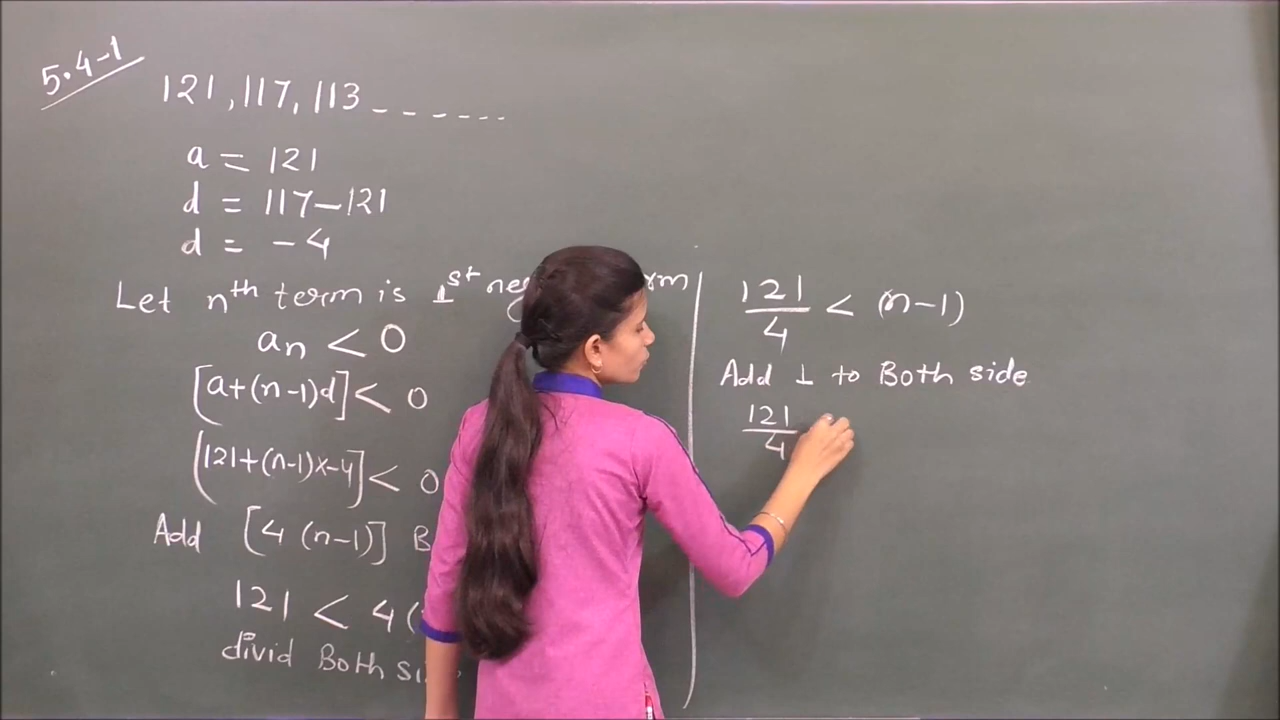 5.4-1
121, 117, 113 - - - - . . .
a = 121
d = 117-121
d = -4
Let nth term is 1st
an < 0
[a+(n-1)d] < 0
[121+(n-1)x-4] < 0
Add [4 (n-1)]
121 < 4(
divid Both
121/4 < (n-1)
Add 1 to Both side
121/4